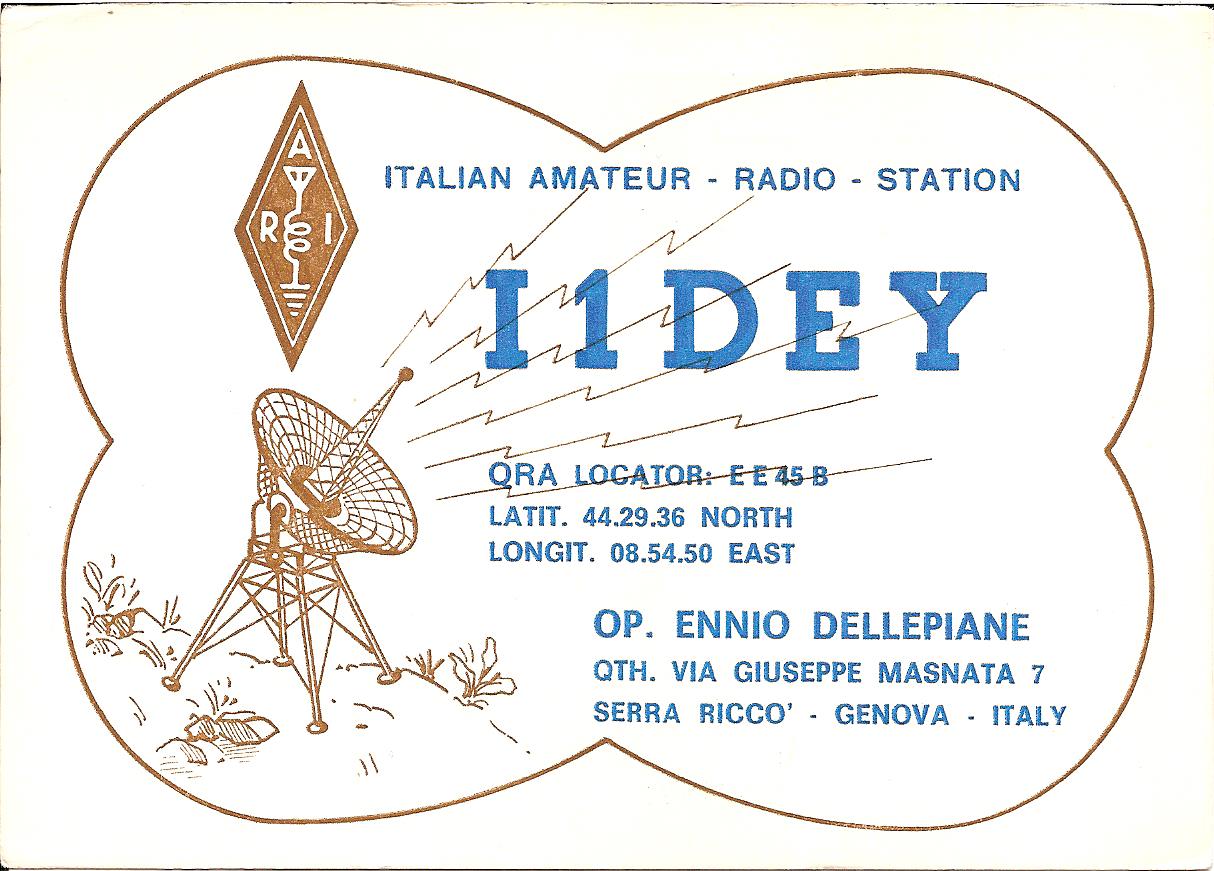 A
R I
ITALIAN AMATEUR - RADIO - STATION
I1DEY
QRA LOCATOR: EE45B
LATIT. 44.29.36 NORTH
LONGIT. 08.54.50 EAST
OP. ENNIO DELLEPIANE
QTH. VIA GIUSEPPE MASNATA 7
SERRA RICCO' - GENOVA - ITALY